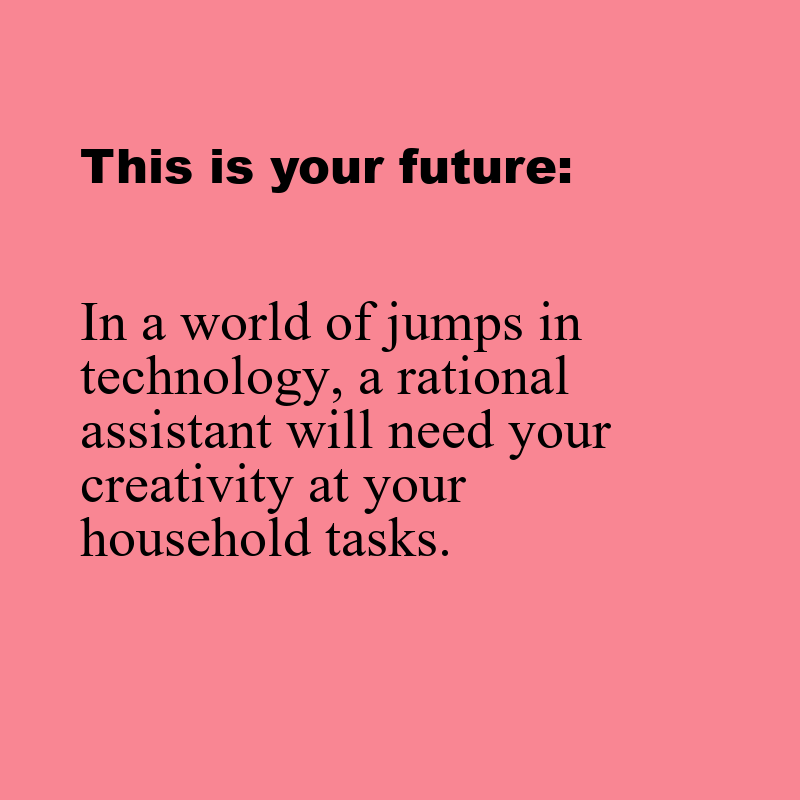 This is your future:
In a world of jumps in
technology, a rational
assistant will need your
creativity at your
household tasks.